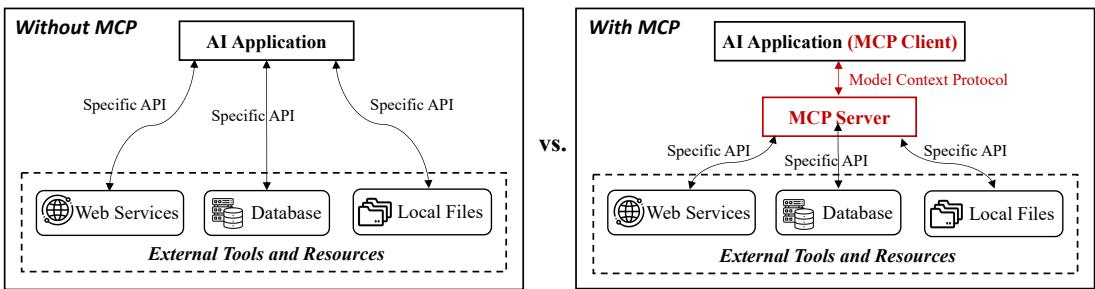 Without MCP
AI Application
Specific API
Specific API
Specific API
Web Services
Database
Local Files
External Tools and Resources
vs.
With MCP
AI Application (MCP Client)
Model Context Protocol
MCP Server
Specific API
Specific API
Specific API
Web Services
Database
Local Files
External Tools and Resources